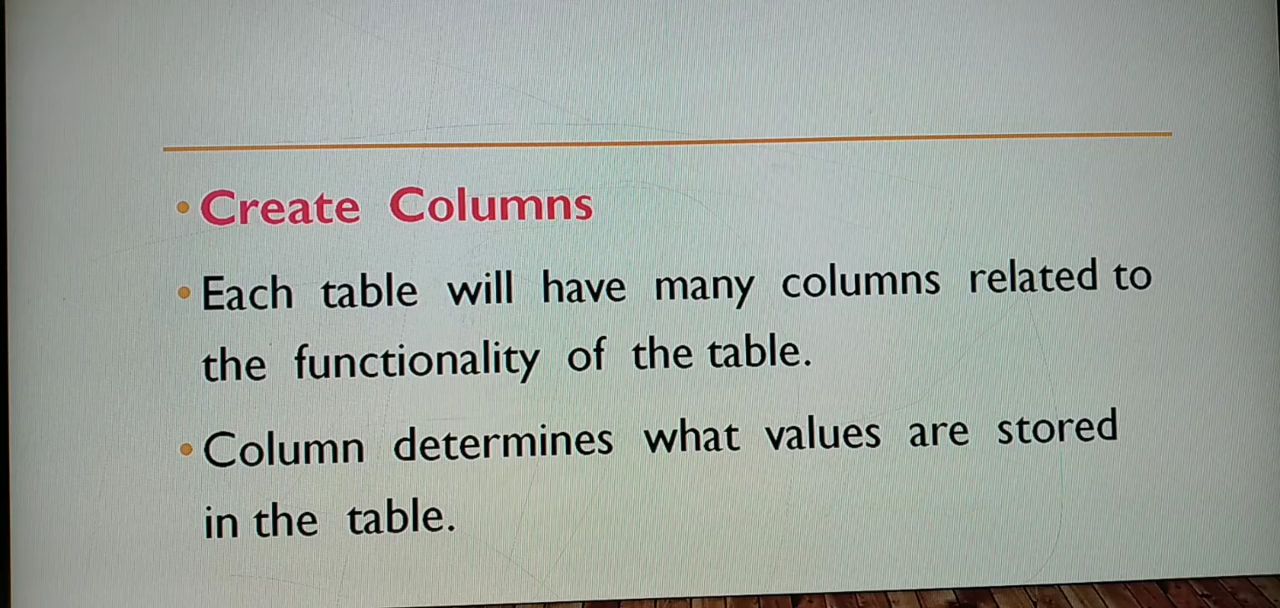 • Create Columns
• Each table will have many columns related to
the functionality of the table.
• Column determines what values are stored
in the table.